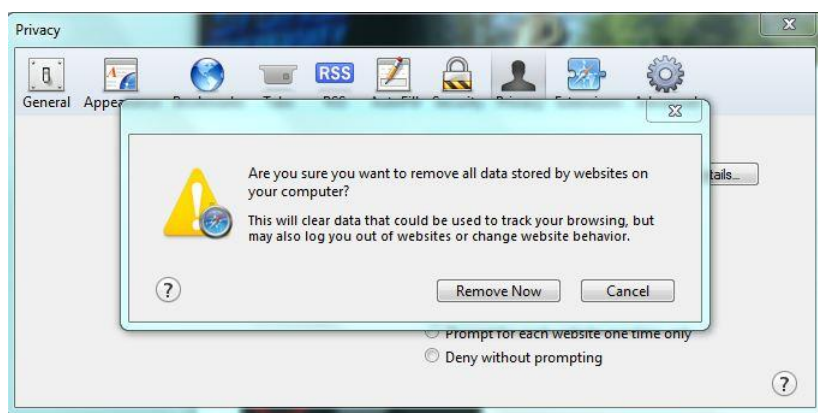 Privacy
RSS
General
Are you sure you want to remove all data stored by websites on
your computer?
This will clear data that could be used to track your browsing, but
may also log you out of websites or change website behavior.
Remove Now Cancel
Prompt for each website one time only
Deny without prompting